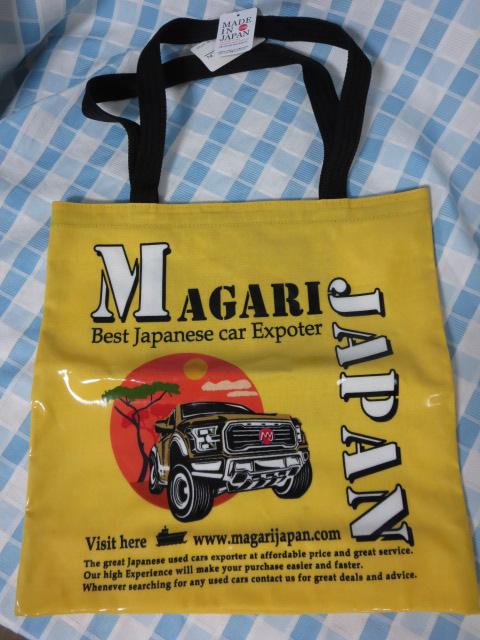 MADE
IN
JAPAN
MAGARI
JAPAN
Best Japanese car Expoter
Visit here www.magarijapan.com
The great Japanese used cars exporter at affordable price and great service.
Our high Experience will make your purchase easier and faster.
Whenever searching for any used cars contact us for great deals and advice.